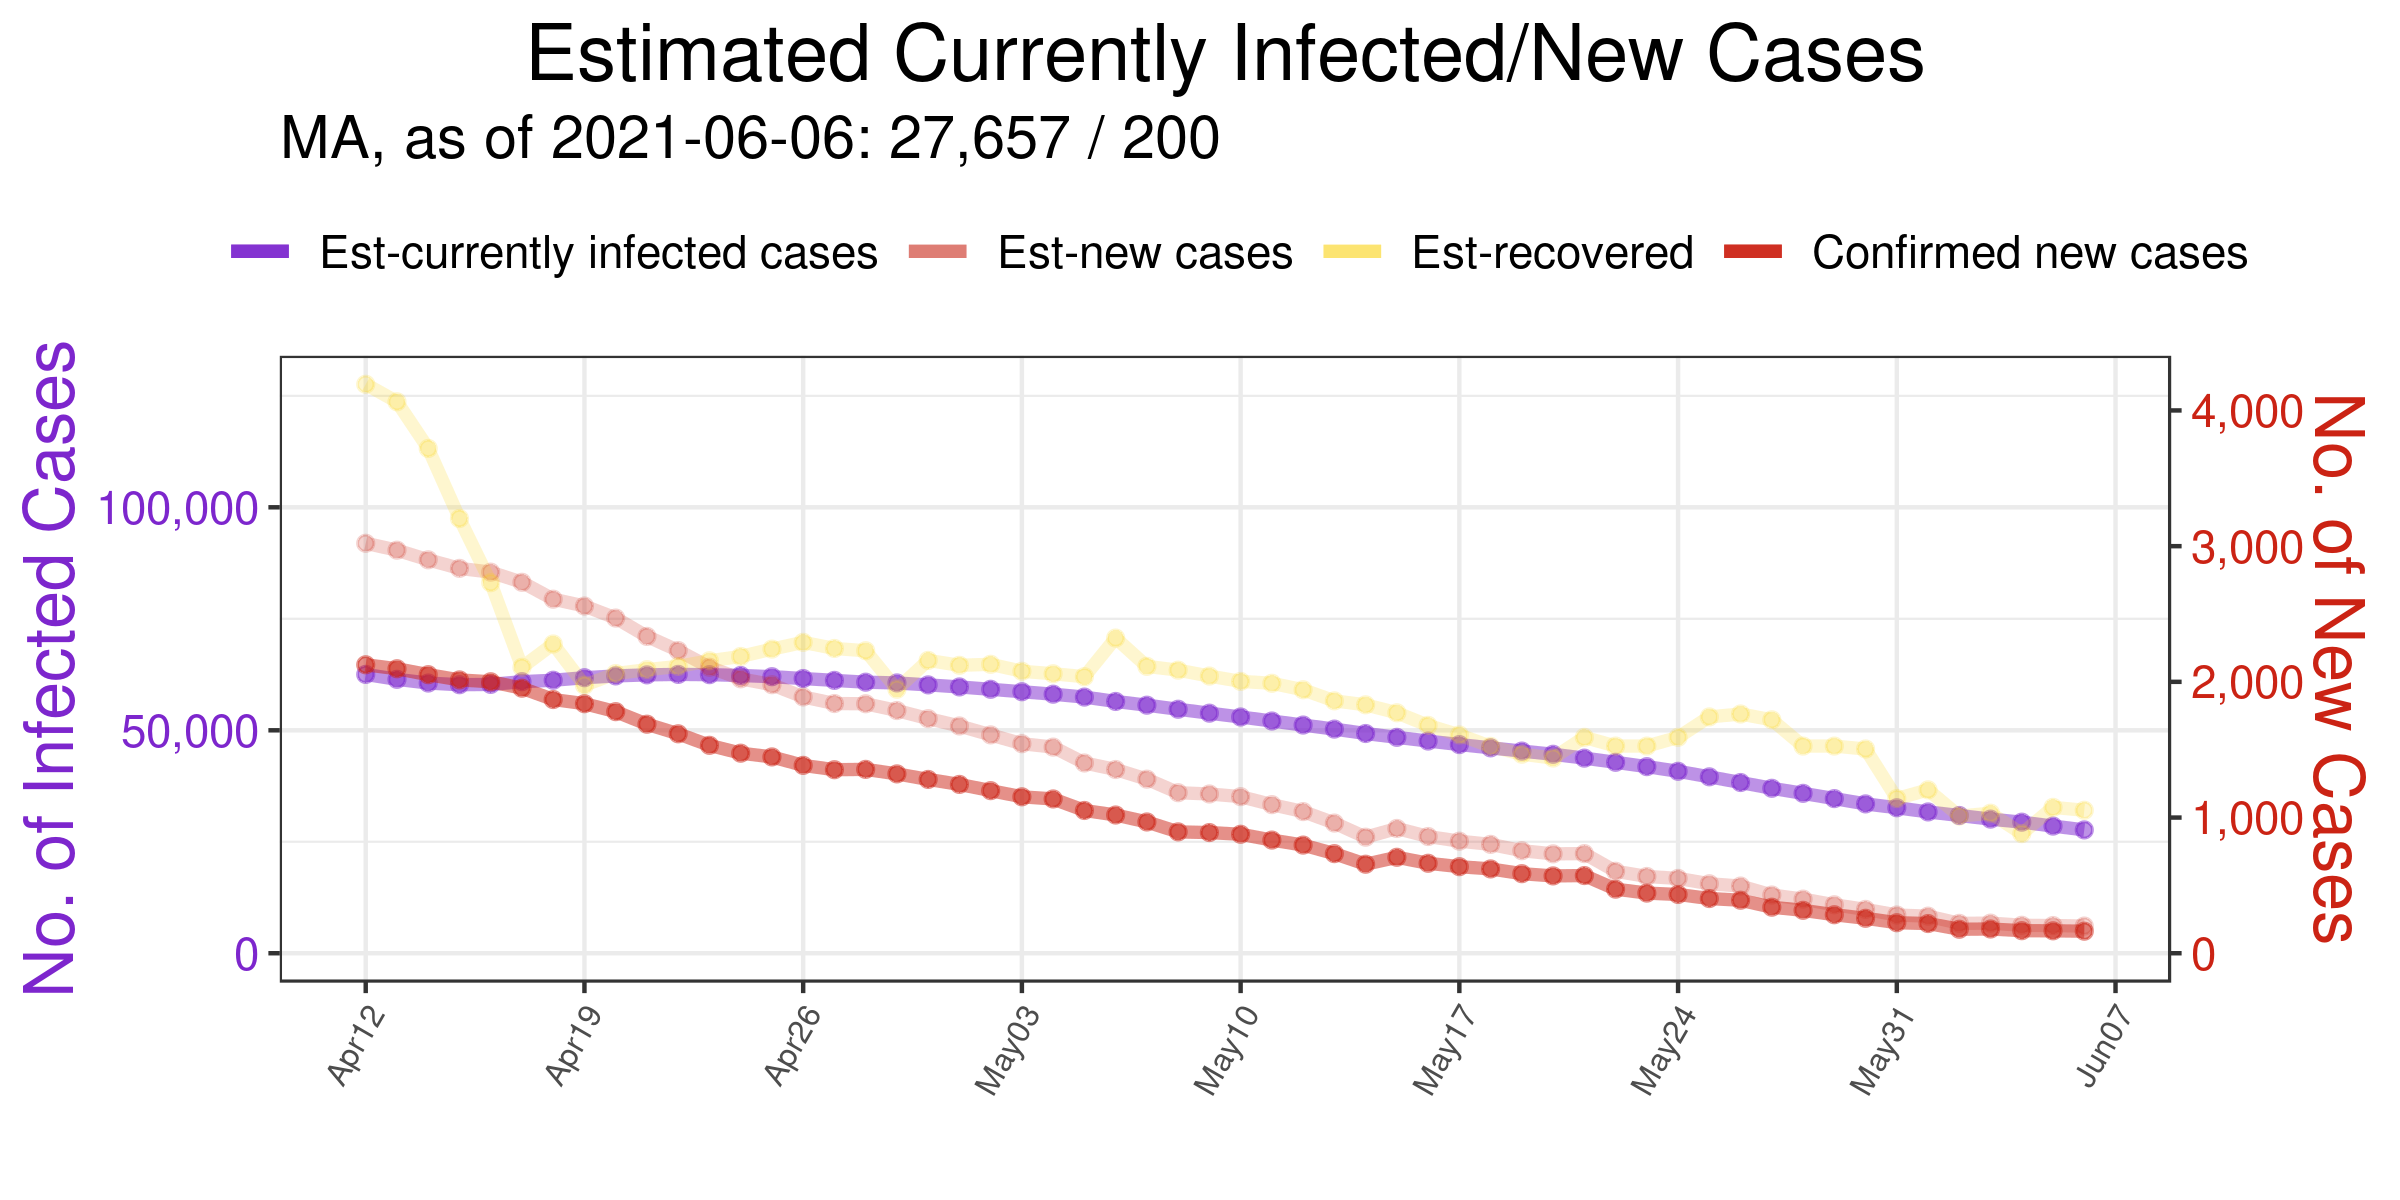 Estimated Currently Infected/New Cases
MA, as of 2021-06-06: 27,657 / 200
Est-currently infected cases Est-new cases Est-recovered Confirmed new cases
No. of Infected Cases
100,000
50,000
0
4,000
3,000
2,000
1,000
0
No. of New Cases
Apr12 Apr19 Apr26 May03 May10 May17 May24 May31 Jun07